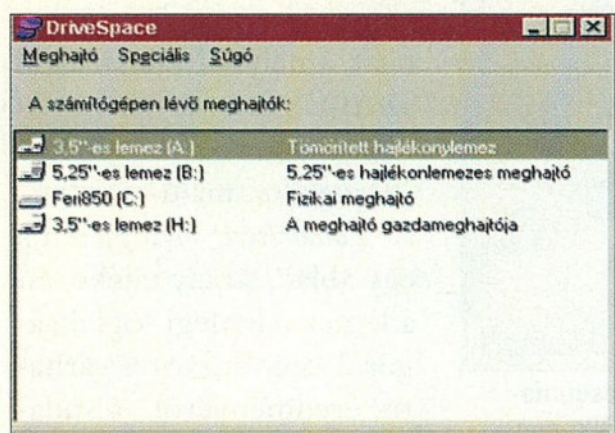 DriveSpace
Meghajtó Speciális Súgó
A számítógépen lévő meghajtók:
3,5''-es lemez (A:) Tömörített hajlékonylemez
5,25''-es lemez (B:) 5,25''-es hajlékonlemezes meghajtó
Feri850 (C:) Fizikai meghajtó
3,5''-es lemez (H:) A meghajtó gazdameghajtója